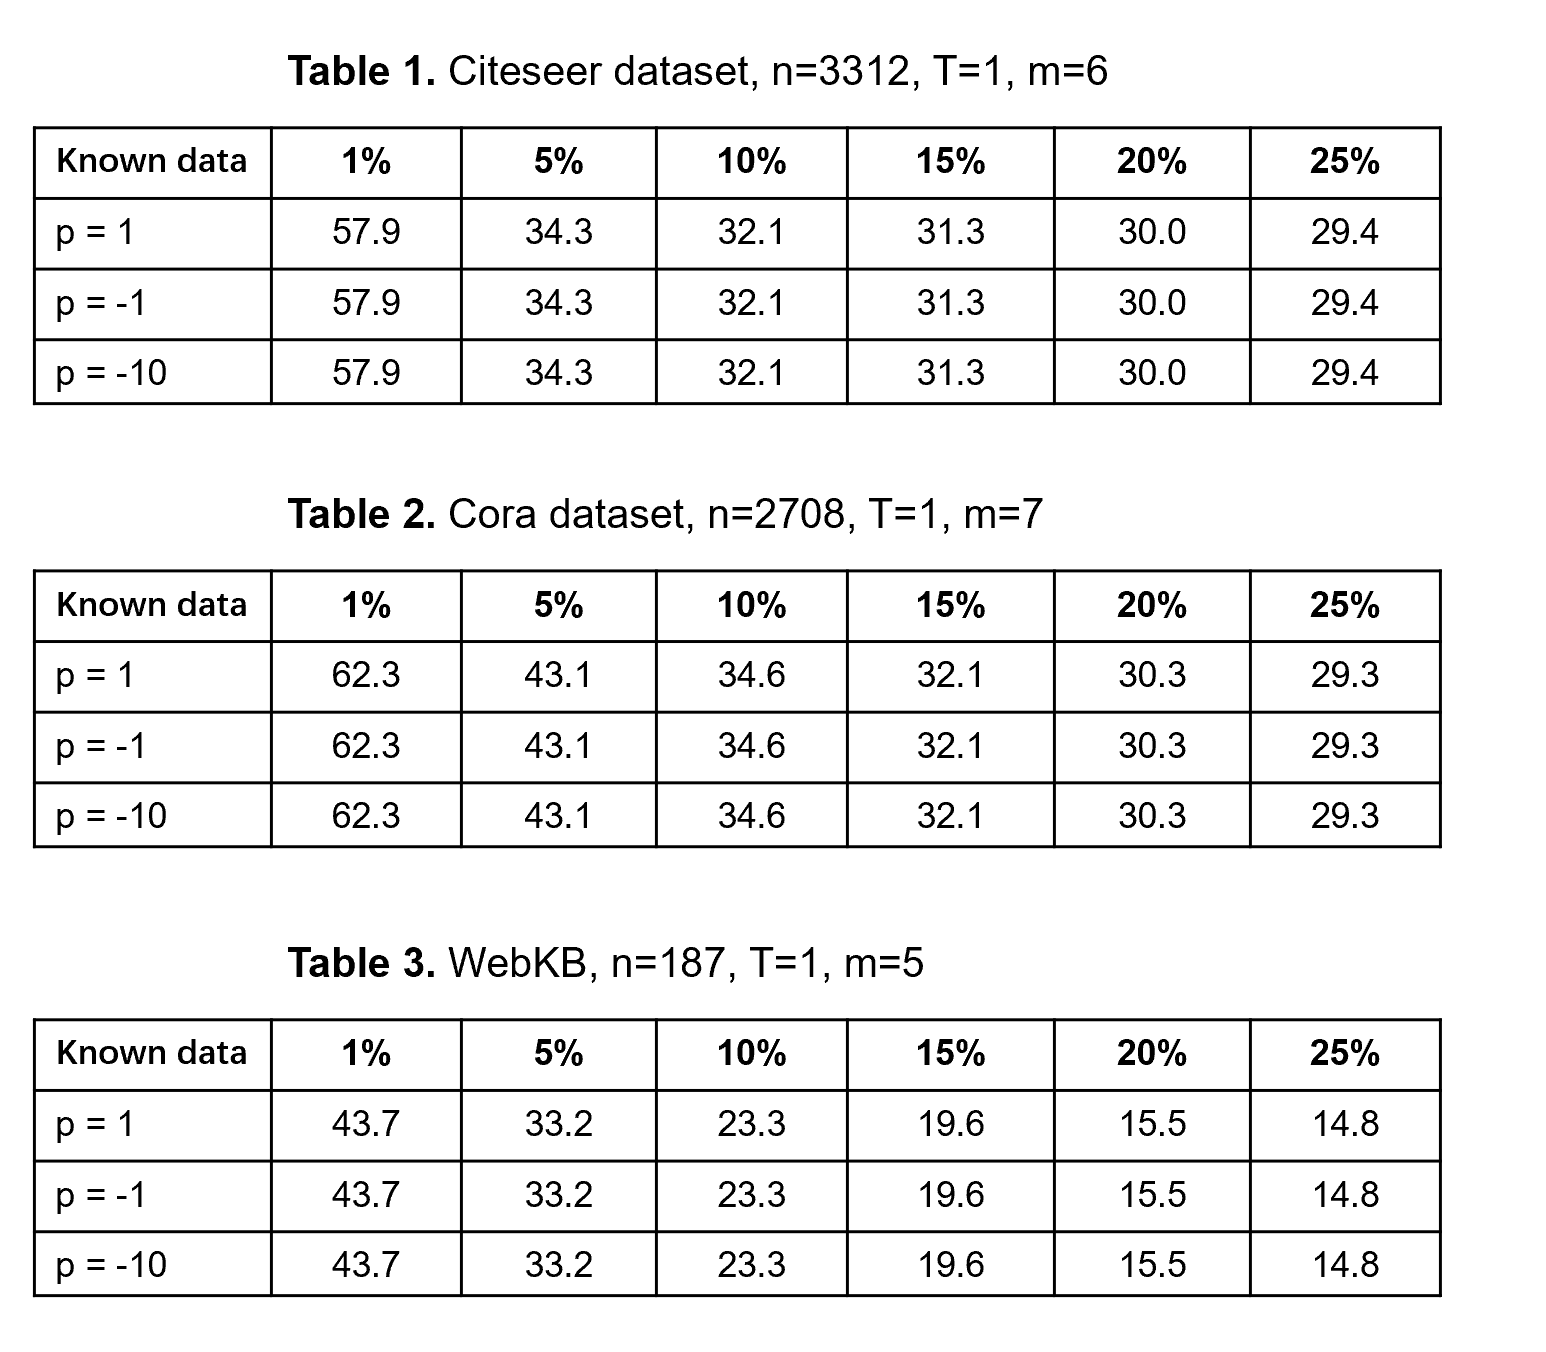 Table 1. Citeseer dataset, n=3312, T=1, m=6
Known data 1% 5% 10% 15% 20% 25%
p = 1 57.9 34.3 32.1 31.3 30.0 29.4
p = -1 57.9 34.3 32.1 31.3 30.0 29.4
p = -10 57.9 34.3 32.1 31.3 30.0 29.4
Table 2. Cora dataset, n=2708, T=1, m=7
Known data 1% 5% 10% 15% 20% 25%
p = 1 62.3 43.1 34.6 32.1 30.3 29.3
p = -1 62.3 43.1 34.6 32.1 30.3 29.3
p = -10 62.3 43.1 34.6 32.1 30.3 29.3
Table 3. WebKB, n=187, T=1, m=5
Known data 1% 5% 10% 15% 20% 25%
p = 1 43.7 33.2 23.3 19.6 15.5 14.8
p = -1 43.7 33.2 23.3 19.6 15.5 14.8
p = -10 43.7 33.2 23.3 19.6 15.5 14.8